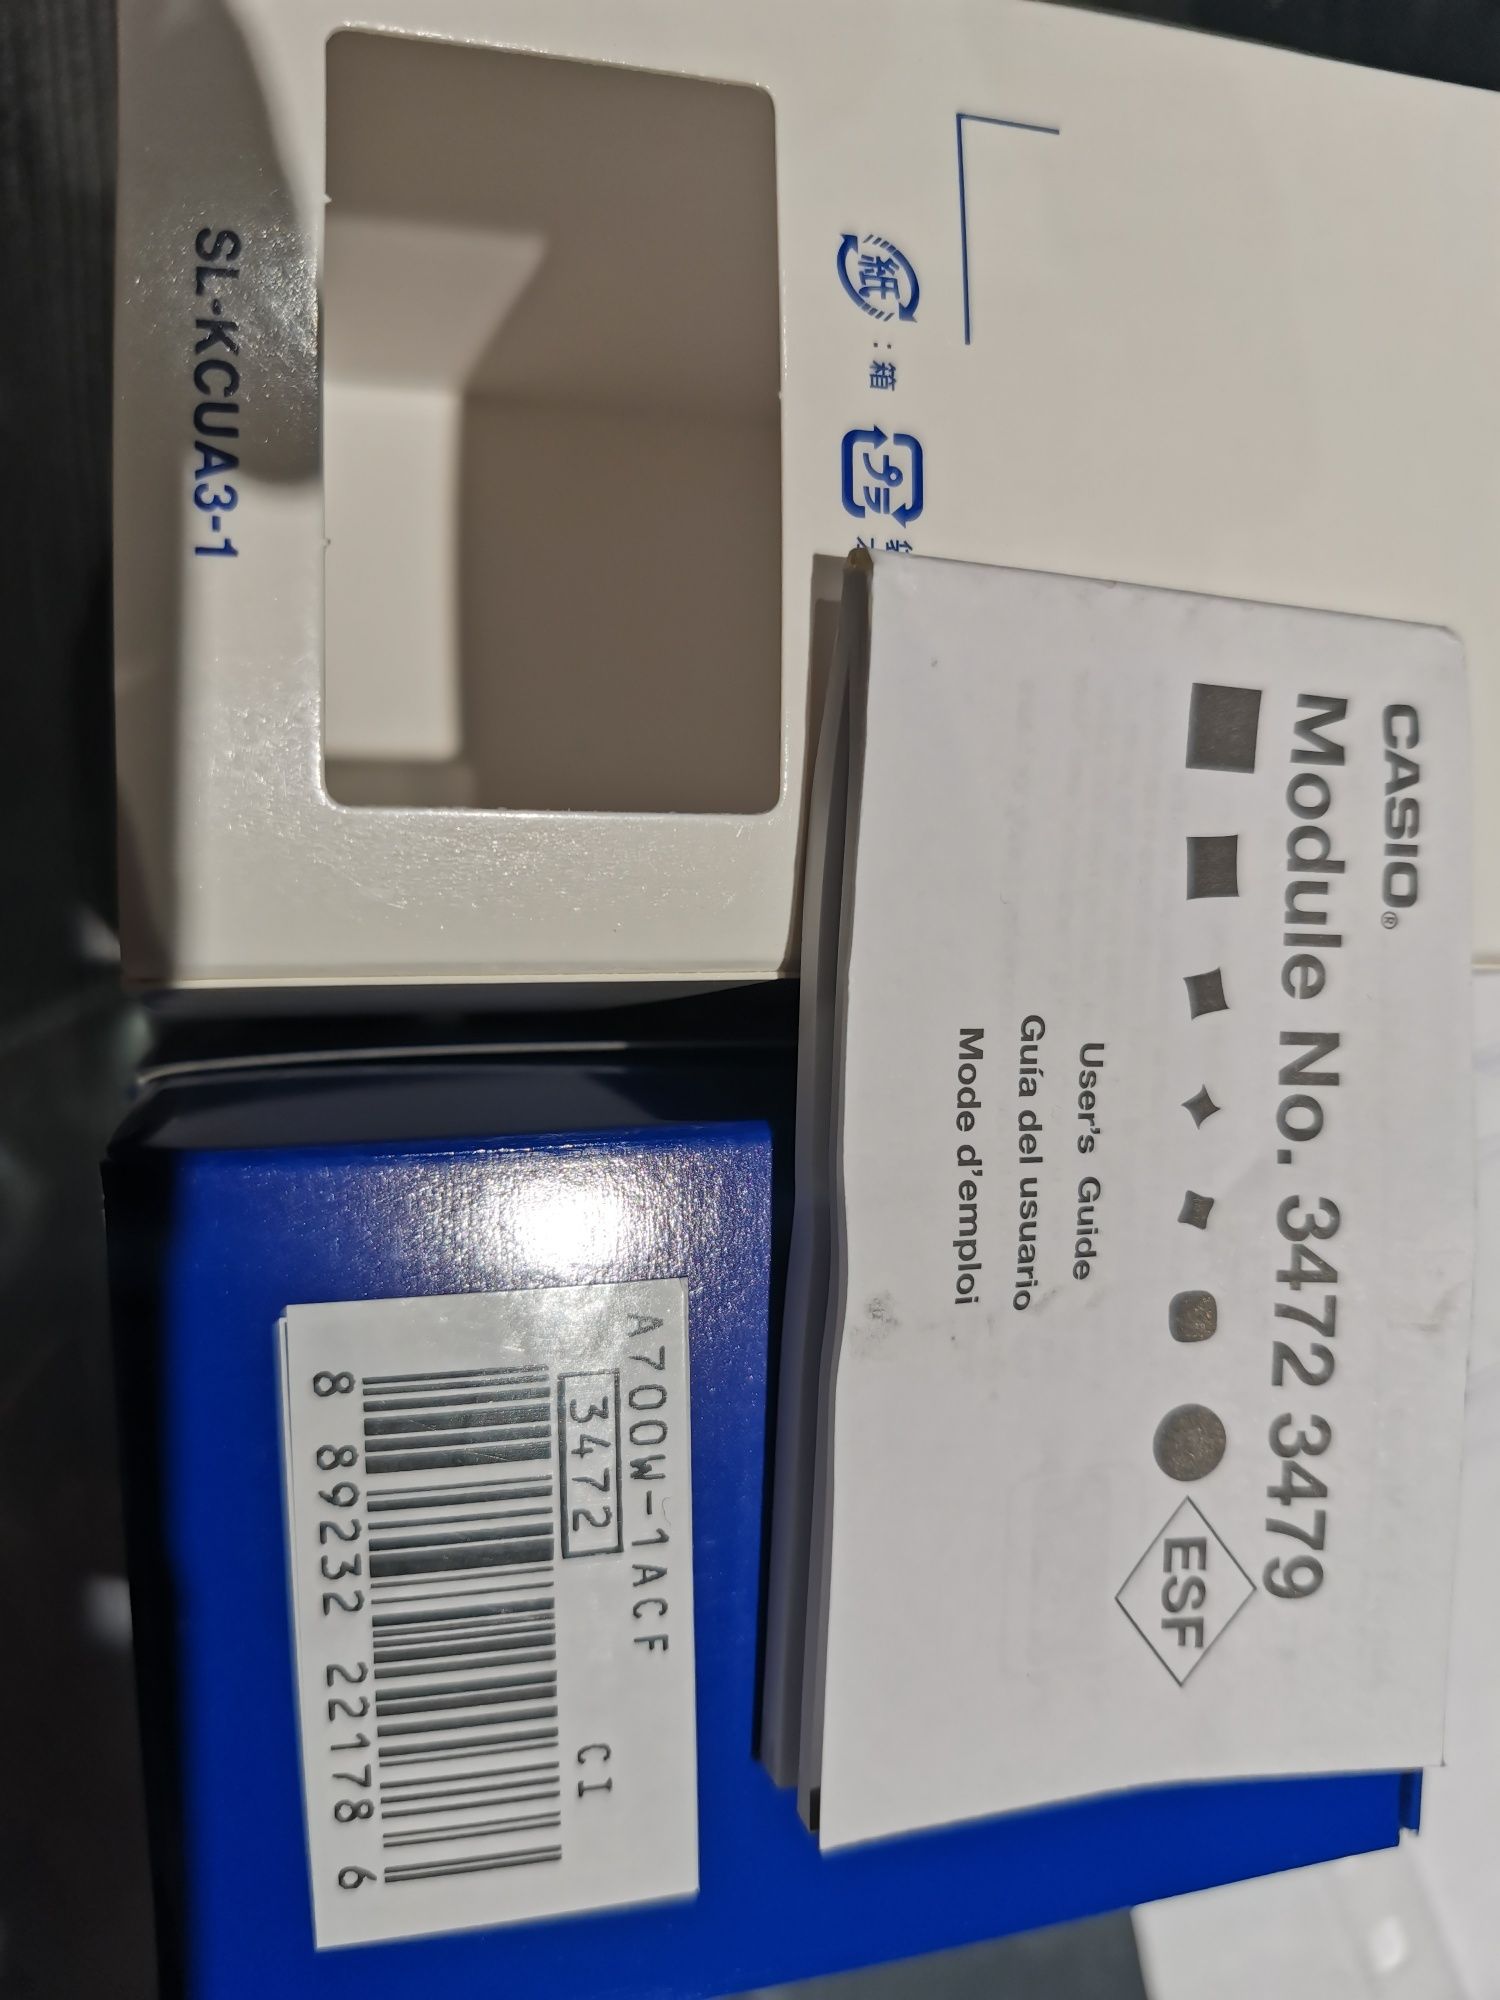 CASIO®
Module No. 3472 3479
ESF
User's Guide
Guía del usuario
Mode d'emploi
紙
:箱
プラ
SL-KCUA3-1
A700W-1ACF
3472 CI
8 89232 22178 6